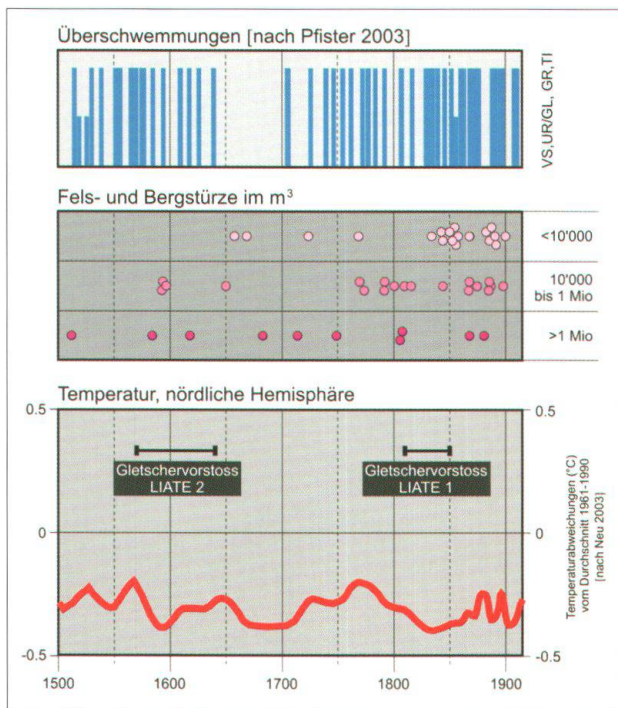 Überschwemmungen [nach Pfister 2003]
VS,UR/GL, GR,TI
Fels- und Bergstürze im m³
<10'000
10'000
bis 1 Mio
>1 Mio
Temperatur, nördliche Hemisphäre
0.5
0.5
Gletschervorstoss
LIATE 2
Gletschervorstoss
LIATE 1
0
0
-0.5
-0.5
Temperaturabweichungen (°C)
vom Durchschnitt 1961-1990
[nach Neu 2003]
1500
1600
1700
1800
1900